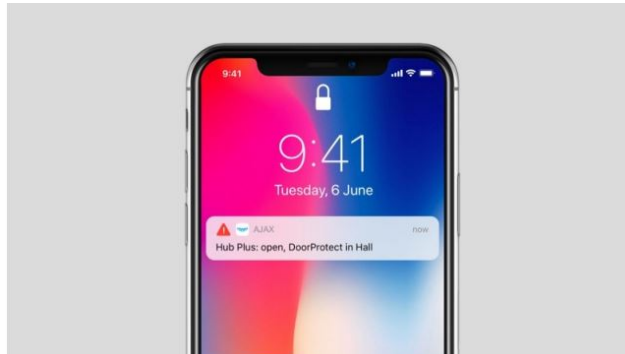 9:41
9:41
Tuesday, 6 June
AJAX now
Hub Plus: open, DoorProtect in Hall